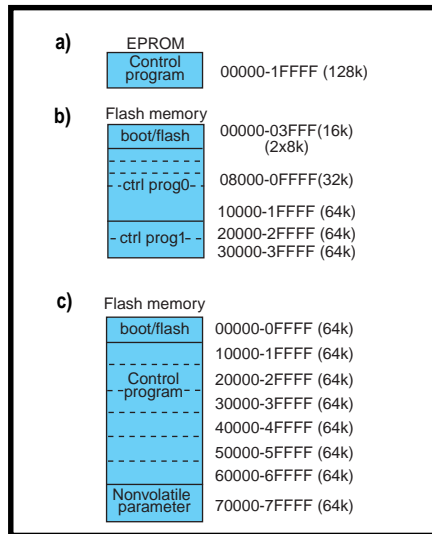 a)
EPROM
Control
program
00000-1FFFF (128k)
b)
Flash memory
boot/flash
00000-03FFF(16k)
(2x8k)
ctrl prog0
08000-0FFFF(32k)
10000-1FFFF (64k)
ctrl prog1
20000-2FFFF (64k)
30000-3FFFF (64k)
c)
Flash memory
boot/flash
00000-0FFFF (64k)
10000-1FFFF (64k)
Control
program
20000-2FFFF (64k)
30000-3FFFF (64k)
40000-4FFFF (64k)
50000-5FFFF (64k)
60000-6FFFF (64k)
Nonvolatile
parameter
70000-7FFFF (64k)